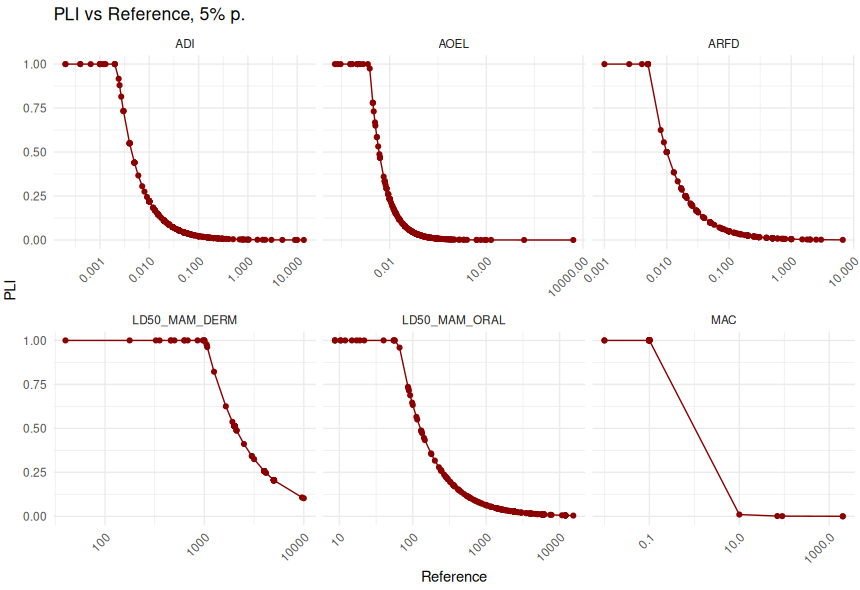 PLI vs Reference, 5% p.
ADI AOEL ARFD
1.00
0.75
0.50
0.25
0.00
0.001 0.010 0.100 1.000 10.000 0.01 10.00 10000.00 0.001 0.010 0.100 1.000 10.000
PLI
LD50_MAM_DERM LD50_MAM_ORAL MAC
1.00
0.75
0.50
0.25
0.00
100 1000 10000 10 100 1000 10000 0.1 10.0 1000.0
Reference